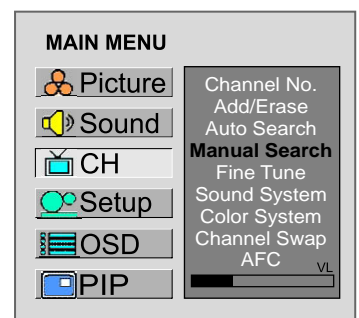 MAIN MENU
Picture
Sound
CH
Setup
OSD
PIP
Channel No.
Add/Erase
Auto Search
Manual Search
Fine Tune
Sound System
Color System
Channel Swap
AFC
VL